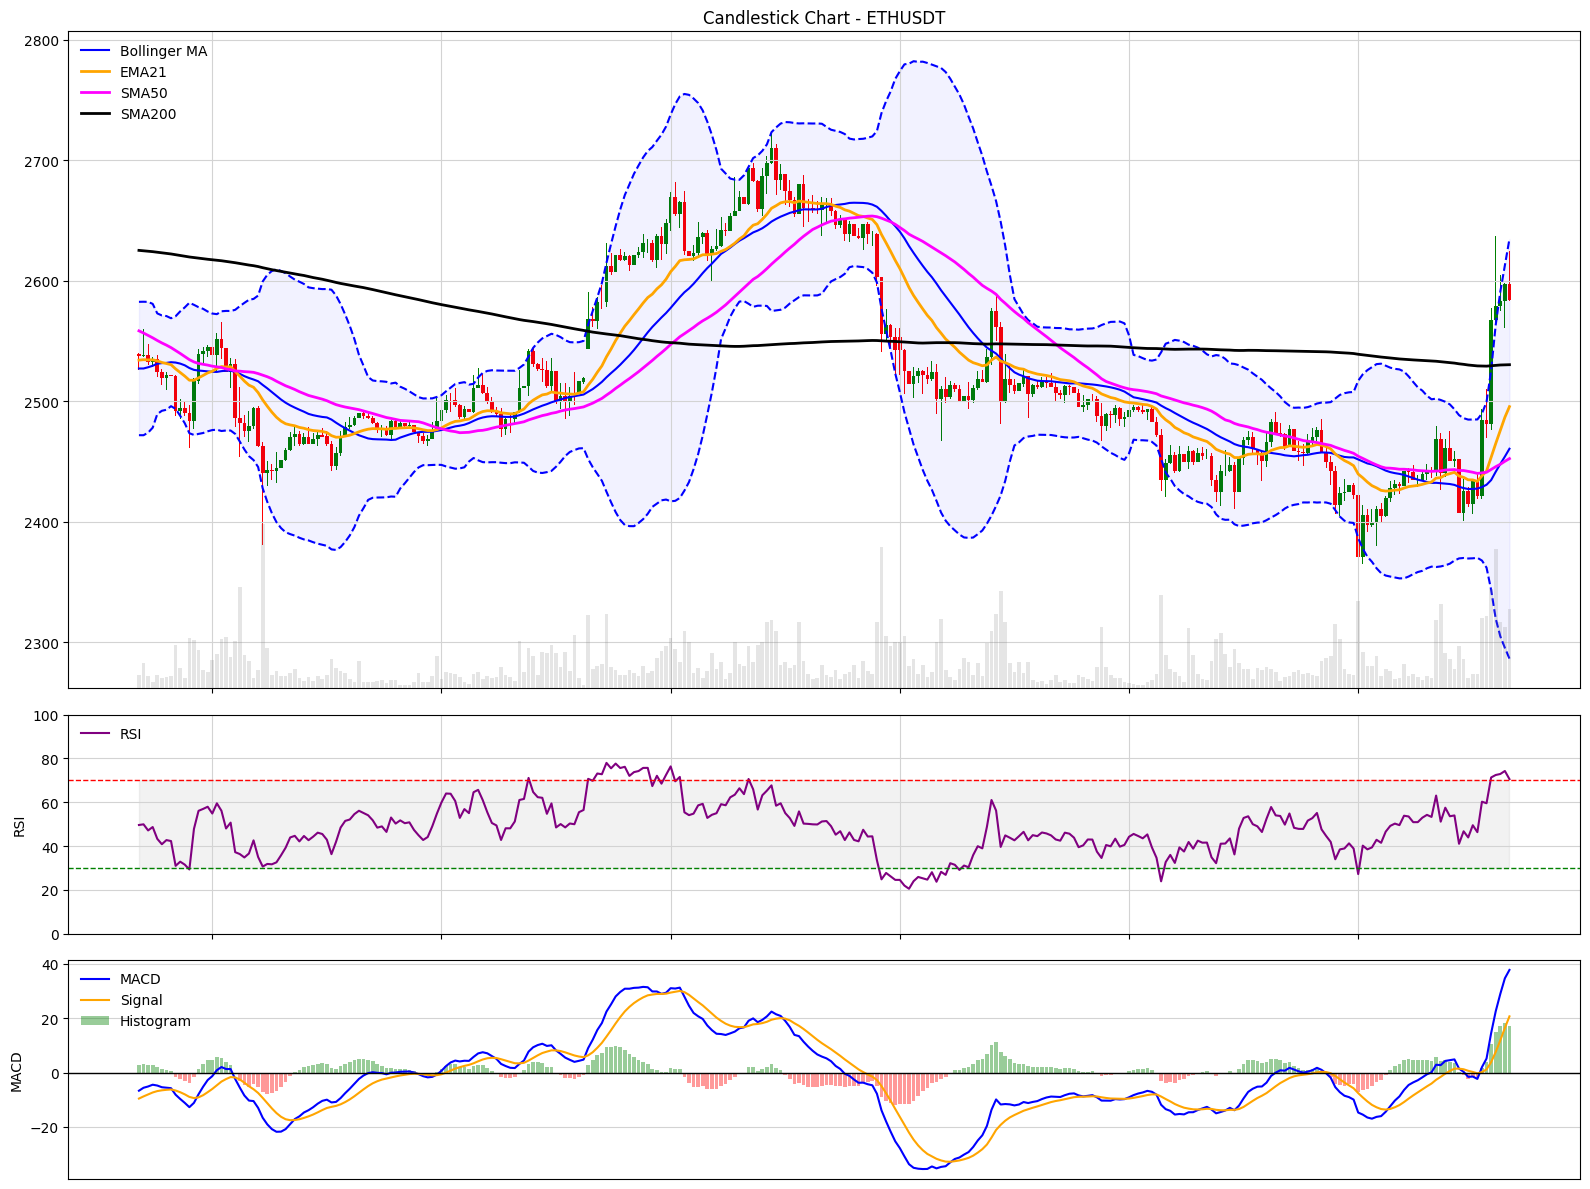 Candlestick Chart - ETHUSDT
2800
2700
2600
2500
2400
2300
Bollinger MA
EMA21
SMA50
SMA200
100
80
60
40
20
0
RSI
RSI
40
20
0
−20
MACD
MACD
Signal
Histogram